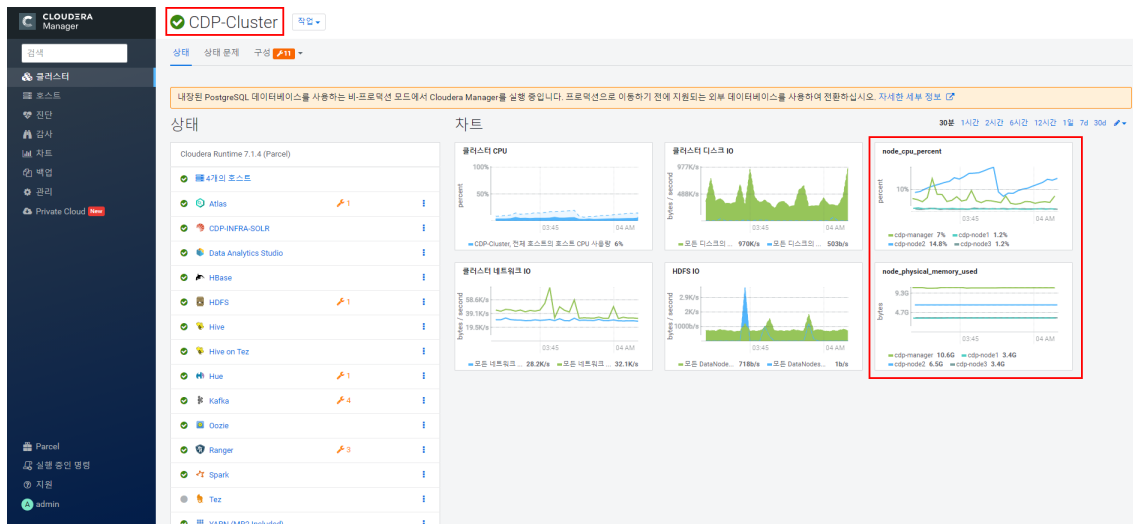 CLOUDERA
Manager
검색
클러스터
호스트
진단
감사
차트
백업
관리
Private Cloud New
Parcel
실행 중인 명령
지원
A admin
CDP-Cluster 작업
상태 상태 문제 구성 11
내장된 PostgreSQL 데이터베이스를 사용하는 비-프로덕션 모드에서 Cloudera Manager를 실행 중입니다. 프로덕션으로 이동하기 전에 지원되는 외부 데이터베이스를 사용하여 전환하십시오. 자세한 세부 정보
상태
Cloudera Runtime 7.1.4 (Parcel)
4개의 호스트
Atlas 1
CDP-INFRA-SOLR
Data Analytics Studio
HBase
HDFS 1
Hive
Hive on Tez
Hue 1
Kafka 4
Oozie
Ranger 3
Spark
Tez
YARN (MR2 Included)
차트
30분 1시간 2시간 6시간 12시간 1일 7d 30d
클러스터 CPU
percent
100%
50%
03:45 04 AM
CDP-Cluster, 전체 호스트의 호스트 CPU 사용률 6%
클러스터 디스크 IO
bytes / second
977K/s
488K/s
03:45 04 AM
모든 디스크의 ... 970K/s 모든 디스크의 ... 503b/s
node_cpu_percent
percent
10%
03:45 04 AM
cdp-manager 7% cdp-node1 1.2%
cdp-node2 14.8% cdp-node3 1.2%
클러스터 네트워크 IO
bytes / second
58.6K/s
39.1K/s
19.5K/s
03:45 04 AM
모든 네트워크 ... 28.2K/s 모든 네트워크 ... 32.1K/s
HDFS IO
bytes / second
2.9K/s
2K/s
1000b/s
03:45 04 AM
모든 DataNode... 718b/s 모든 DataNodes... 1b/s
node_physical_memory_used
bytes
9.3G
4.7G
03:45 04 AM
cdp-manager 10.6G cdp-node1 3.4G
cdp-node2 6.5G cdp-node3 3.4G